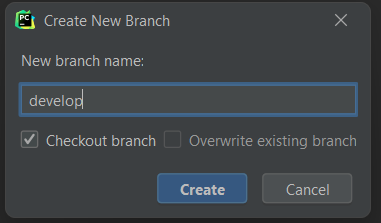 PC
Create New Branch
New branch name:
develop
Checkout branch
Overwrite existing branch
Create
Cancel